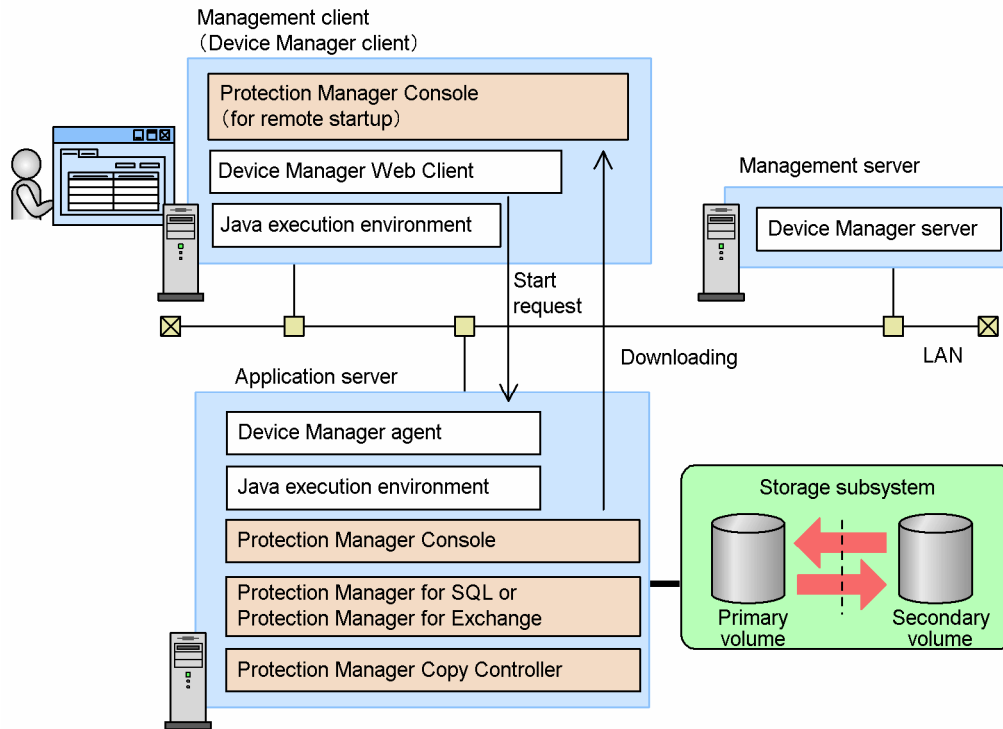 Management client
(Device Manager client)
Protection Manager Console
(for remote startup)
Device Manager Web Client
Java execution environment
Management server
Device Manager server
Start
request
Downloading
LAN
Application server
Device Manager agent
Java execution environment
Protection Manager Console
Protection Manager for SQL or
Protection Manager for Exchange
Protection Manager Copy Controller
Storage subsystem
Primary
volume
Secondary
volume